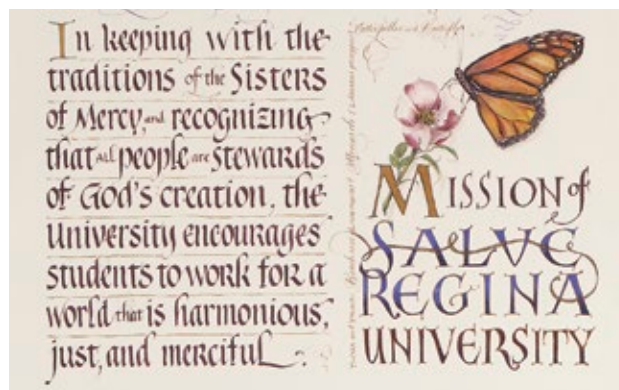 In keeping with the
traditions of the Sisters
of Mercy, and recognizing
that all people are stewards
of God's creation, the
University encourages
students to work for a
world that is harmonious,
just, and merciful.
Mission of
SALVE
REGINA
UNIVERSITY